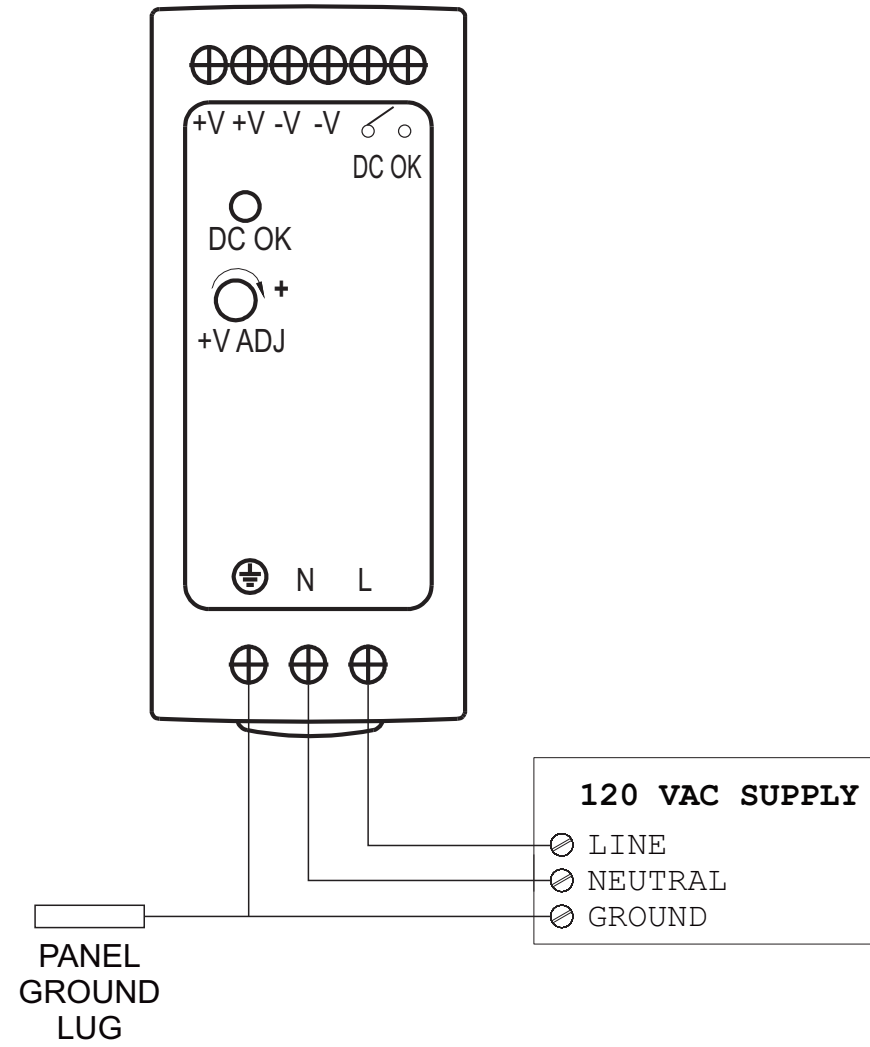 +V +V -V -V
DC OK
DC OK
+
+V ADJ
N L
120 VAC SUPPLY
LINE
NEUTRAL
GROUND
PANEL
GROUND
LUG